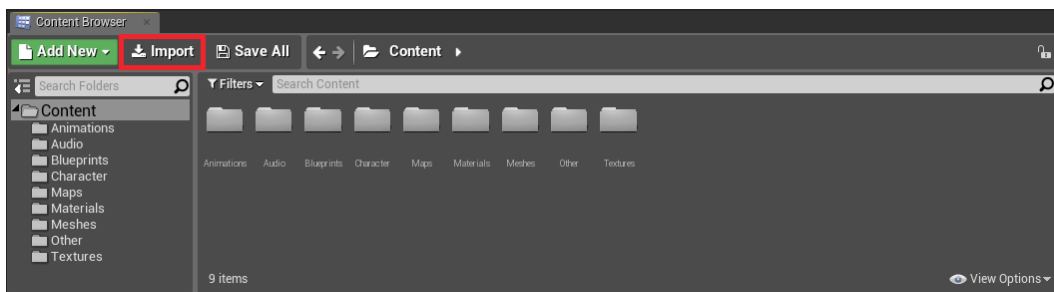 Content Browser
Add New Import Save All Content
Search Folders
Filters Search Content
Content
Animations
Audio
Blueprints
Character
Maps
Materials
Meshes
Other
Textures
Animations Audio Blueprints Character Maps Materials Meshes Other Textures
9 items View Options